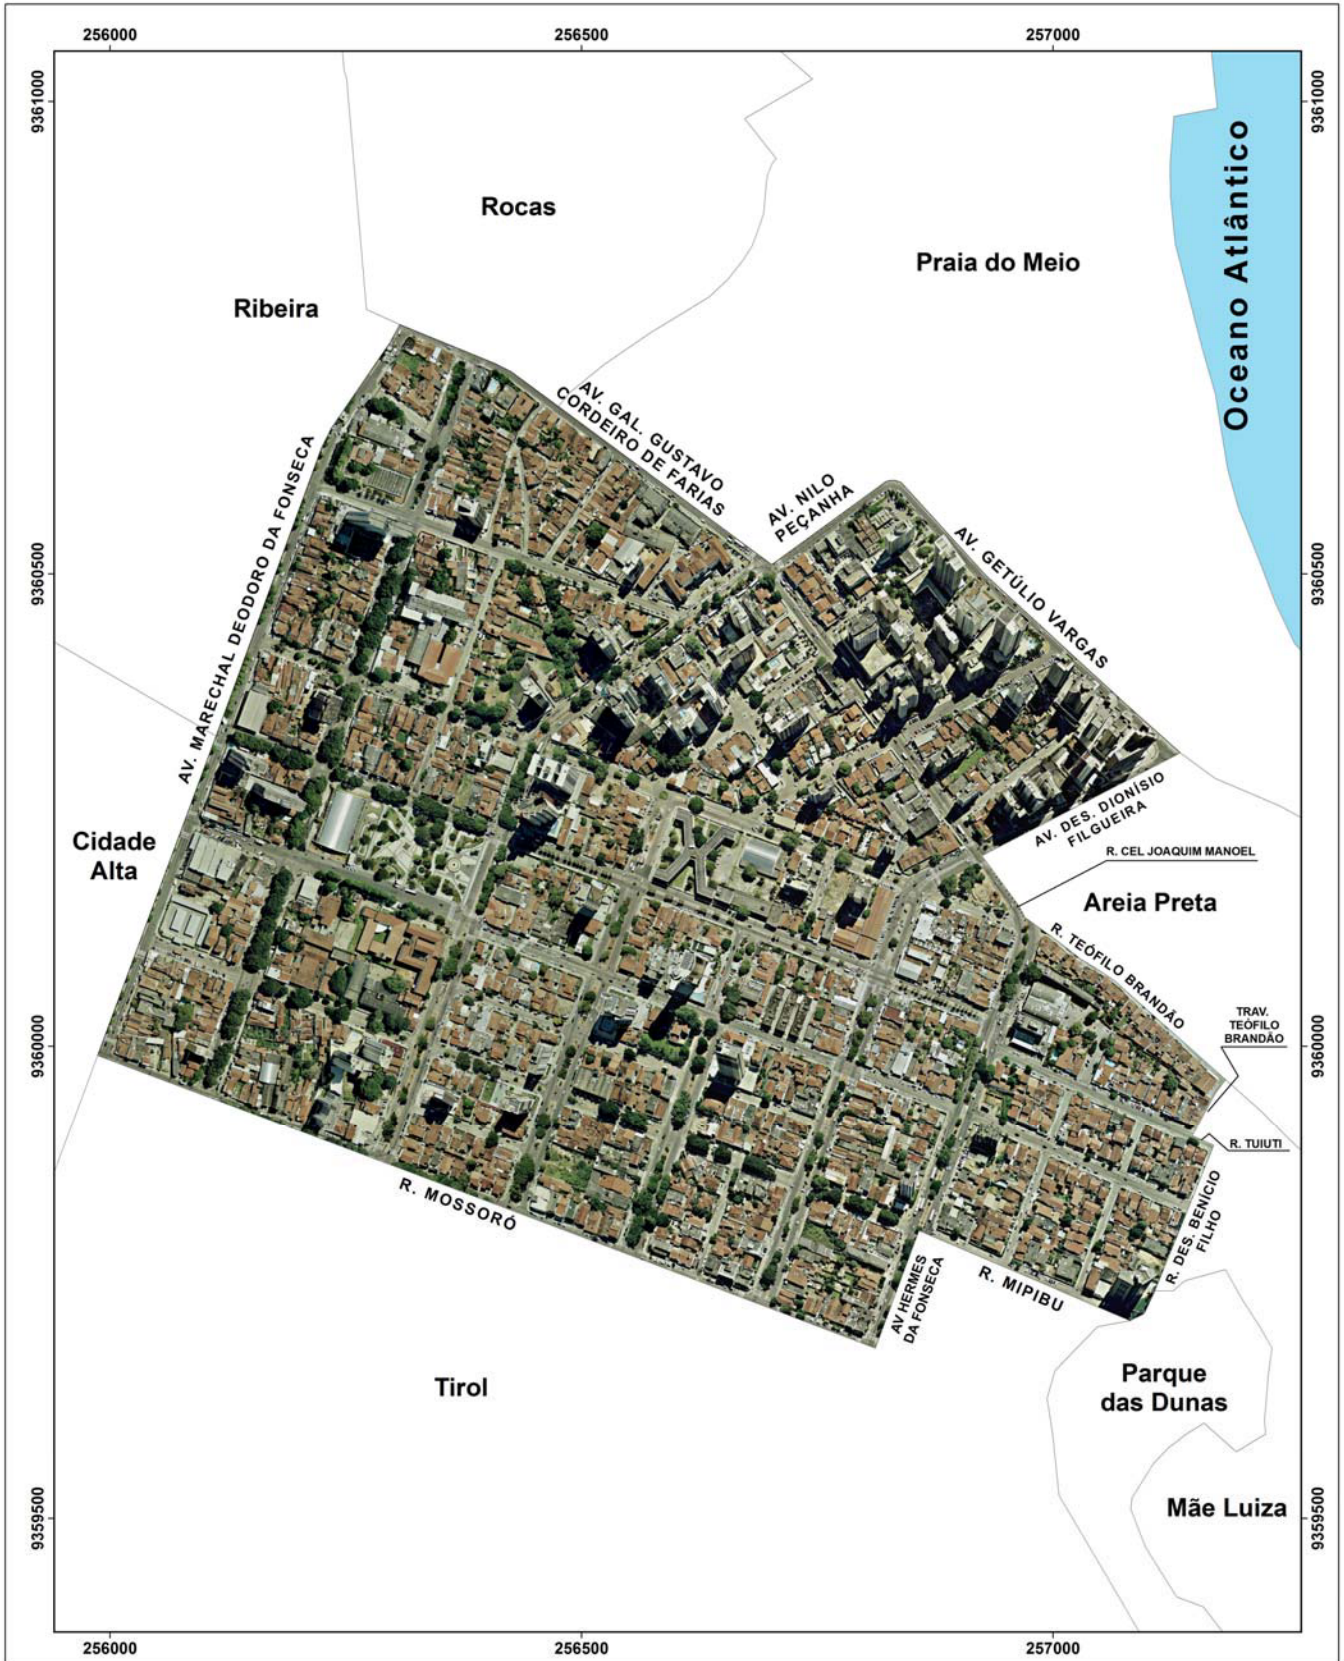 256000
256500
257000
9361000
9361000
Oceano Atlântico
Rocas
Praia do Meio
Ribeira
AV. GAL. GUSTAVO
CORDEIRO DE FARIAS
AV. NILO
PEÇANHA
AV. GETÚLIO VARGAS
AV. MARECHAL DEODORO DA FONSECA
9360500
9360500
Cidade
Alta
AV. DES. DIONÍSIO
FILGUEIRA
R. CEL JOAQUIM MANOEL
Areia Preta
R. TEÓFILO BRANDÃO
TRAV.
TEÓFILO
BRANDÃO
9360000
9360000
R. TUIUTI
R. MOSSORÓ
R. DES. BENÍCIO
FILHO
AV HERMES
DA FONSECA
R. MIPIBU
Tirol
Parque
das Dunas
Mãe Luiza
9359500
9359500
256000
256500
257000